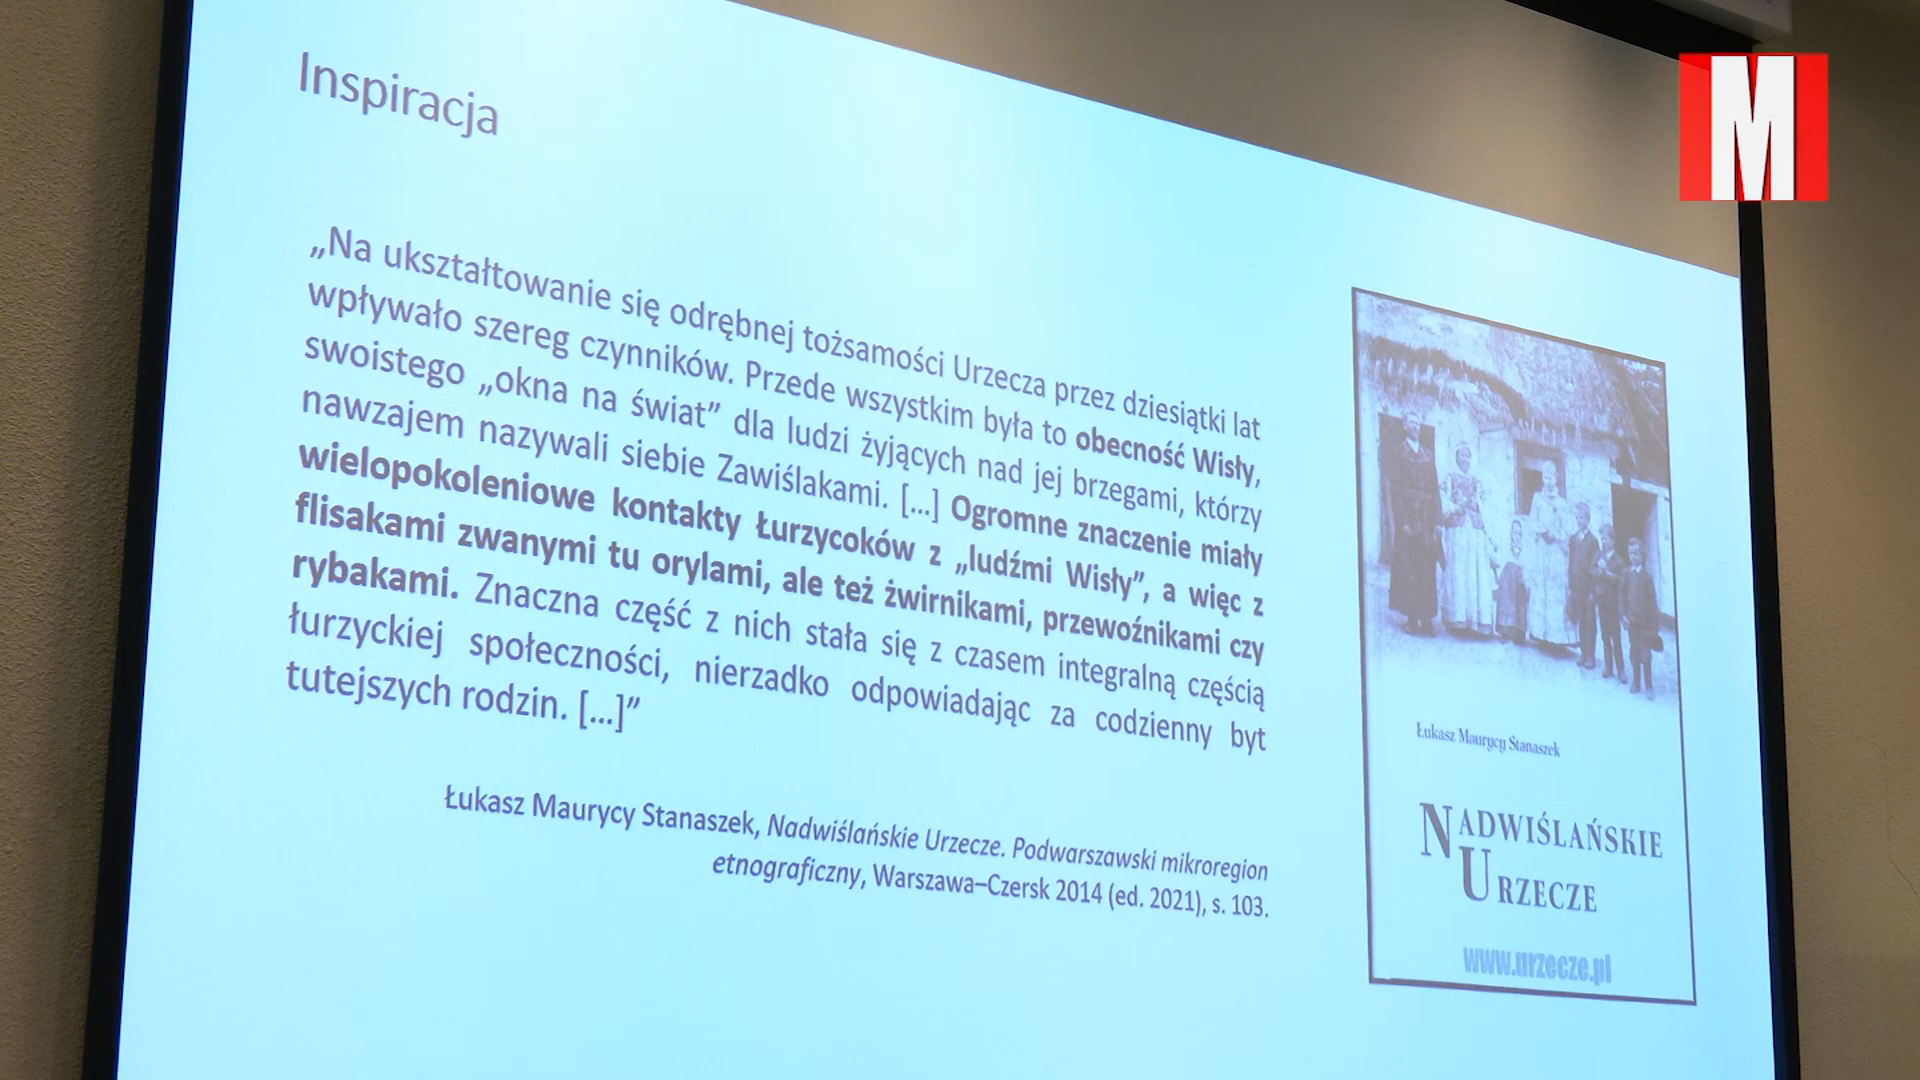 Inspiracja
„Na ukształtowanie się odrębnej tożsamości Urzecza przez dziesiątki lat
wpływało szereg czynników. Przede wszystkim była to obecność Wisły,
swoistego „okna na świat” dla ludzi żyjących nad jej brzegami, którzy
nawzajem nazywali siebie Zawiślakami. [...] Ogromne znaczenie miały
wielopokoleniowe kontakty Łurzycoków z „ludźmi Wisły”, a więc z
flisakami zwanymi tu orylami, ale też żwirnikami, przewoźnikami czy
rybakami. Znaczna część z nich stała się z czasem integralną częścią
łurzyckiej społeczności, nierzadko odpowiadając za codzienny byt
tutejszych rodzin. [...]”
Łukasz Maurycy Stanaszek, Nadwiślańskie Urzecze. Podwarszawski mikroregion
etnograficzny, Warszawa–Czersk 2014 (ed. 2021), s. 103.
M
Łukasz Maurycy Stanaszek
NADWIŚLAŃSKIE
URZECZE
www.urzecze.pl